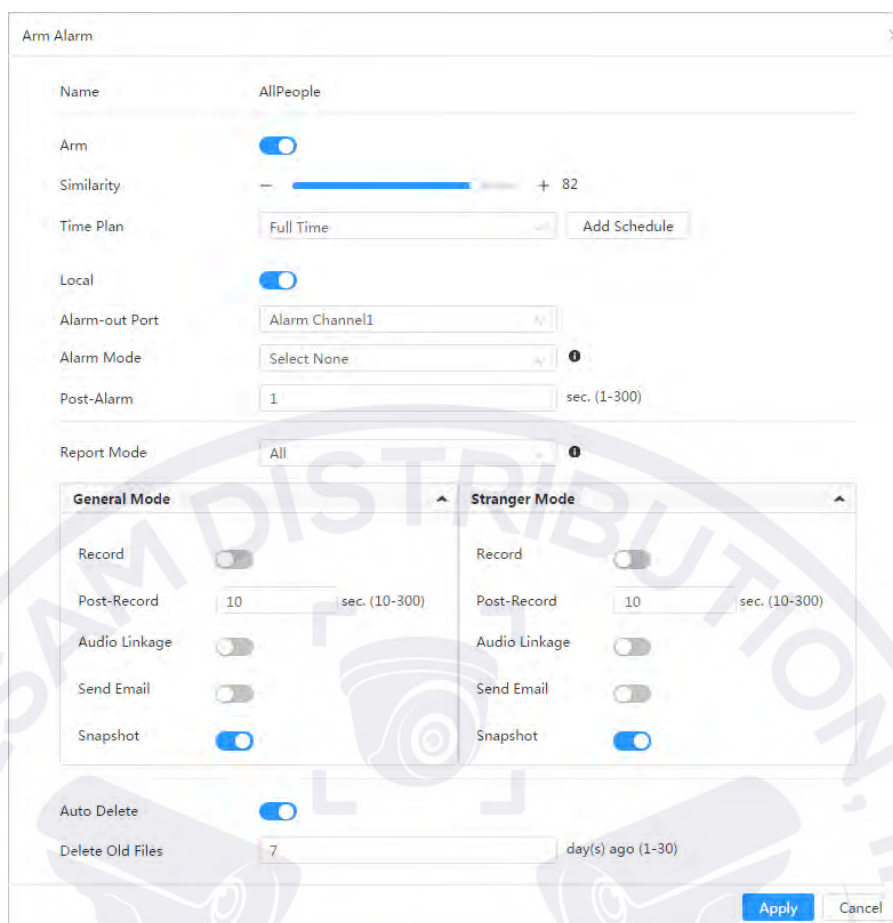 Arm Alarm
Name AllPeople
Arm
Similarity − + 82
Time Plan Full Time Add Schedule
Local
Alarm-out Port Alarm Channel1
Alarm Mode Select None
Post-Alarm 1 sec. (1-300)
Report Mode All
General Mode
Record
Post-Record 10 sec. (10-300)
Audio Linkage
Send Email
Snapshot
Stranger Mode
Record
Post-Record 10 sec. (10-300)
Audio Linkage
Send Email
Snapshot
Auto Delete
Delete Old Files 7 day(s) ago (1-30)
Apply Cancel
SAM DISTRIBUTION,